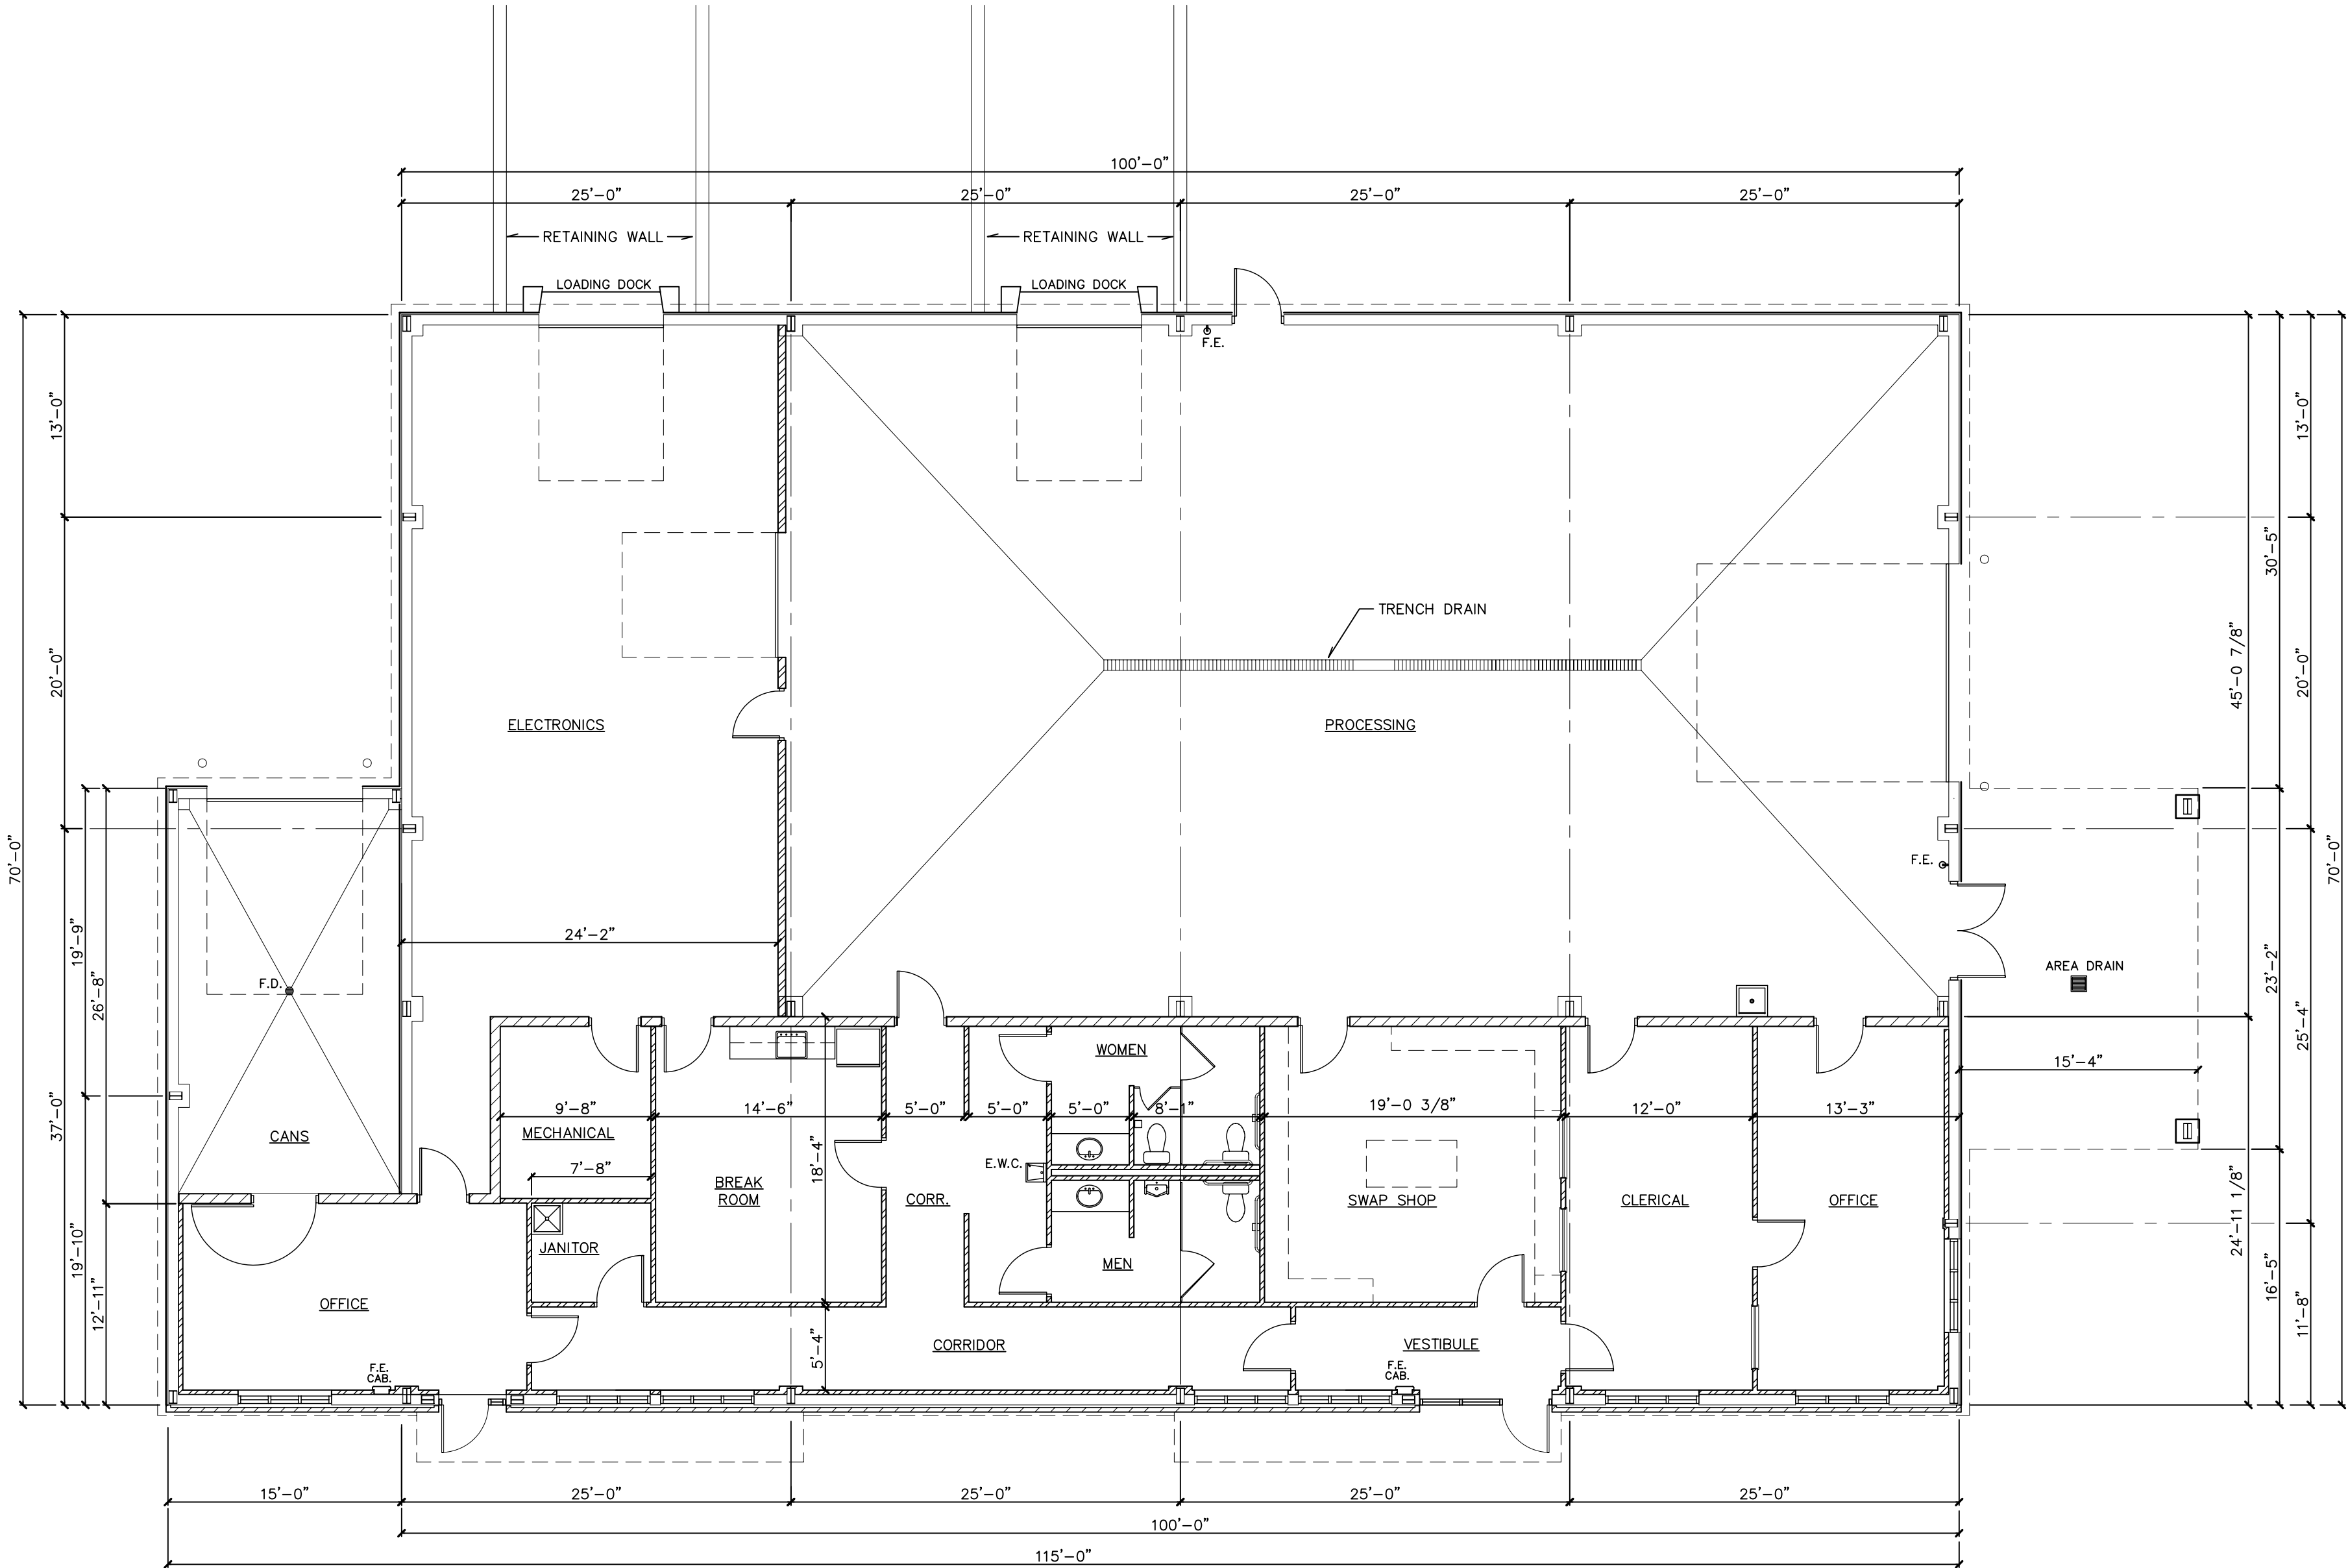 100'-0"
25'-0"
25'-0"
25'-0"
25'-0"
RETAINING WALL
RETAINING WALL
LOADING DOCK
LOADING DOCK
F.E.
13'-0"
13'-0"
30'-5"
TRENCH DRAIN
20'-0"
45'-0 7/8"
20'-0"
ELECTRONICS
PROCESSING
70'-0"
F.E.
70'-0"
24'-2"
19'-9"
AREA DRAIN
23'-2"
F.D.
26'-8"
25'-4"
WOMEN
15'-4"
37'-0"
9'-8"
14'-6"
5'-0"
5'-0"
5'-0"
8'-1"
19'-0 3/8"
12'-0"
13'-3"
CANS
MECHANICAL
7'-8"
E.W.C.
18'-4"
BREAK
ROOM
CORR.
SWAP SHOP
CLERICAL
OFFICE
24'-11 1/8"
19'-10"
JANITOR
MEN
16'-5"
12'-11"
OFFICE
11'-8"
5'-4"
CORRIDOR
VESTIBULE
F.E.
CAB.
F.E.
CAB.
15'-0"
25'-0"
25'-0"
25'-0"
25'-0"
100'-0"
115'-0"